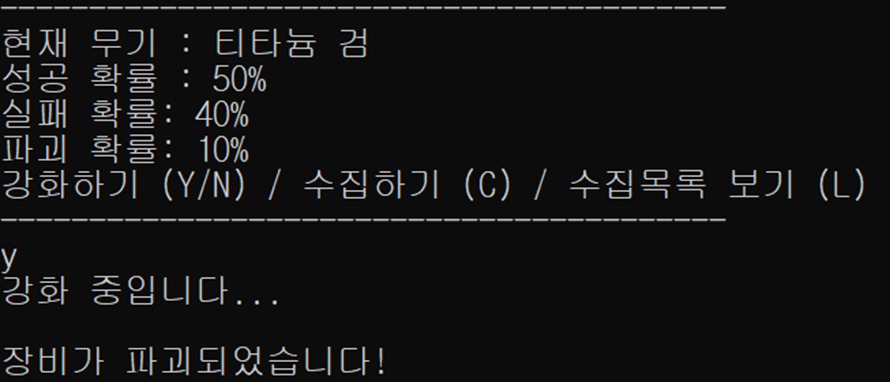 -----------------------------------------
현재 무기 : 티타늄 검
성공 확률 : 50%
실패 확률: 40%
파괴 확률: 10%
강화하기 (Y/N) / 수집하기 (C) / 수집목록 보기 (L)
-----------------------------------------
y
강화 중입니다...
장비가 파괴되었습니다!